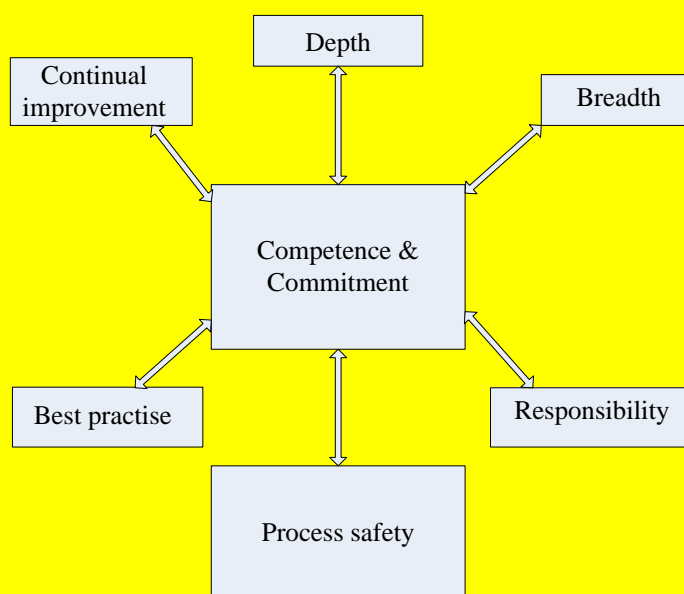 Depth
Continual
improvement
Breadth
Competence &
Commitment
Best practise
Responsibility
Process safety